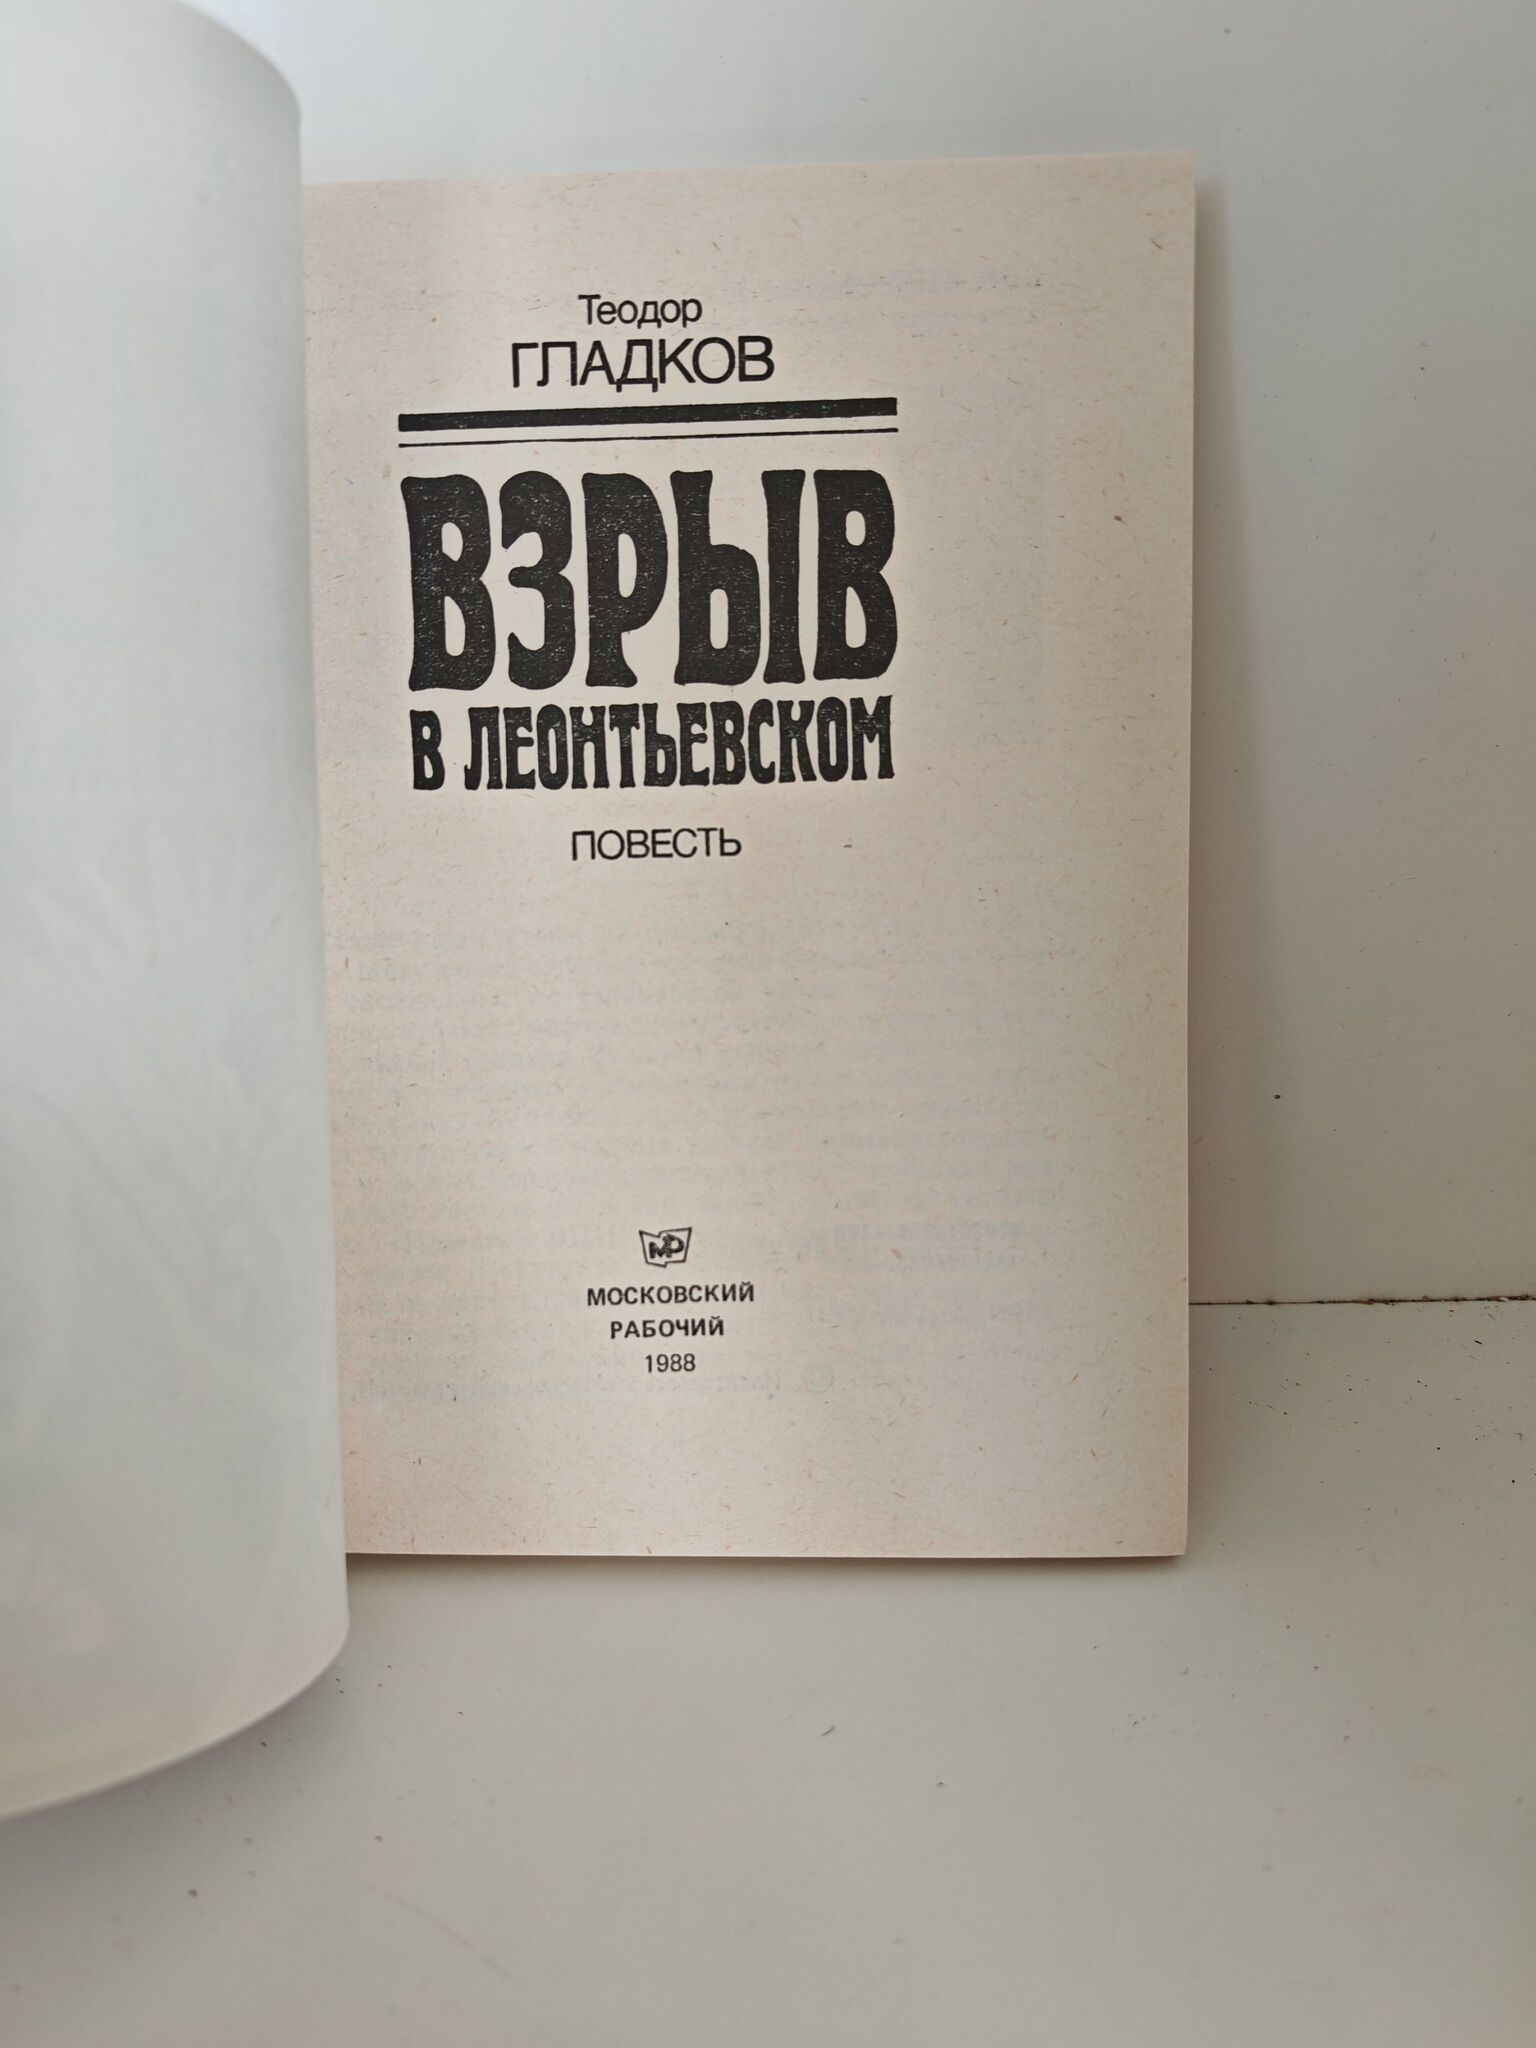 Теодор
ГЛАДКОВ
ВЗРЫВ
В ЛЕОНТЬЕВСКОМ
ПОВЕСТЬ
МР
МОСКОВСКИЙ
РАБОЧИЙ
1988